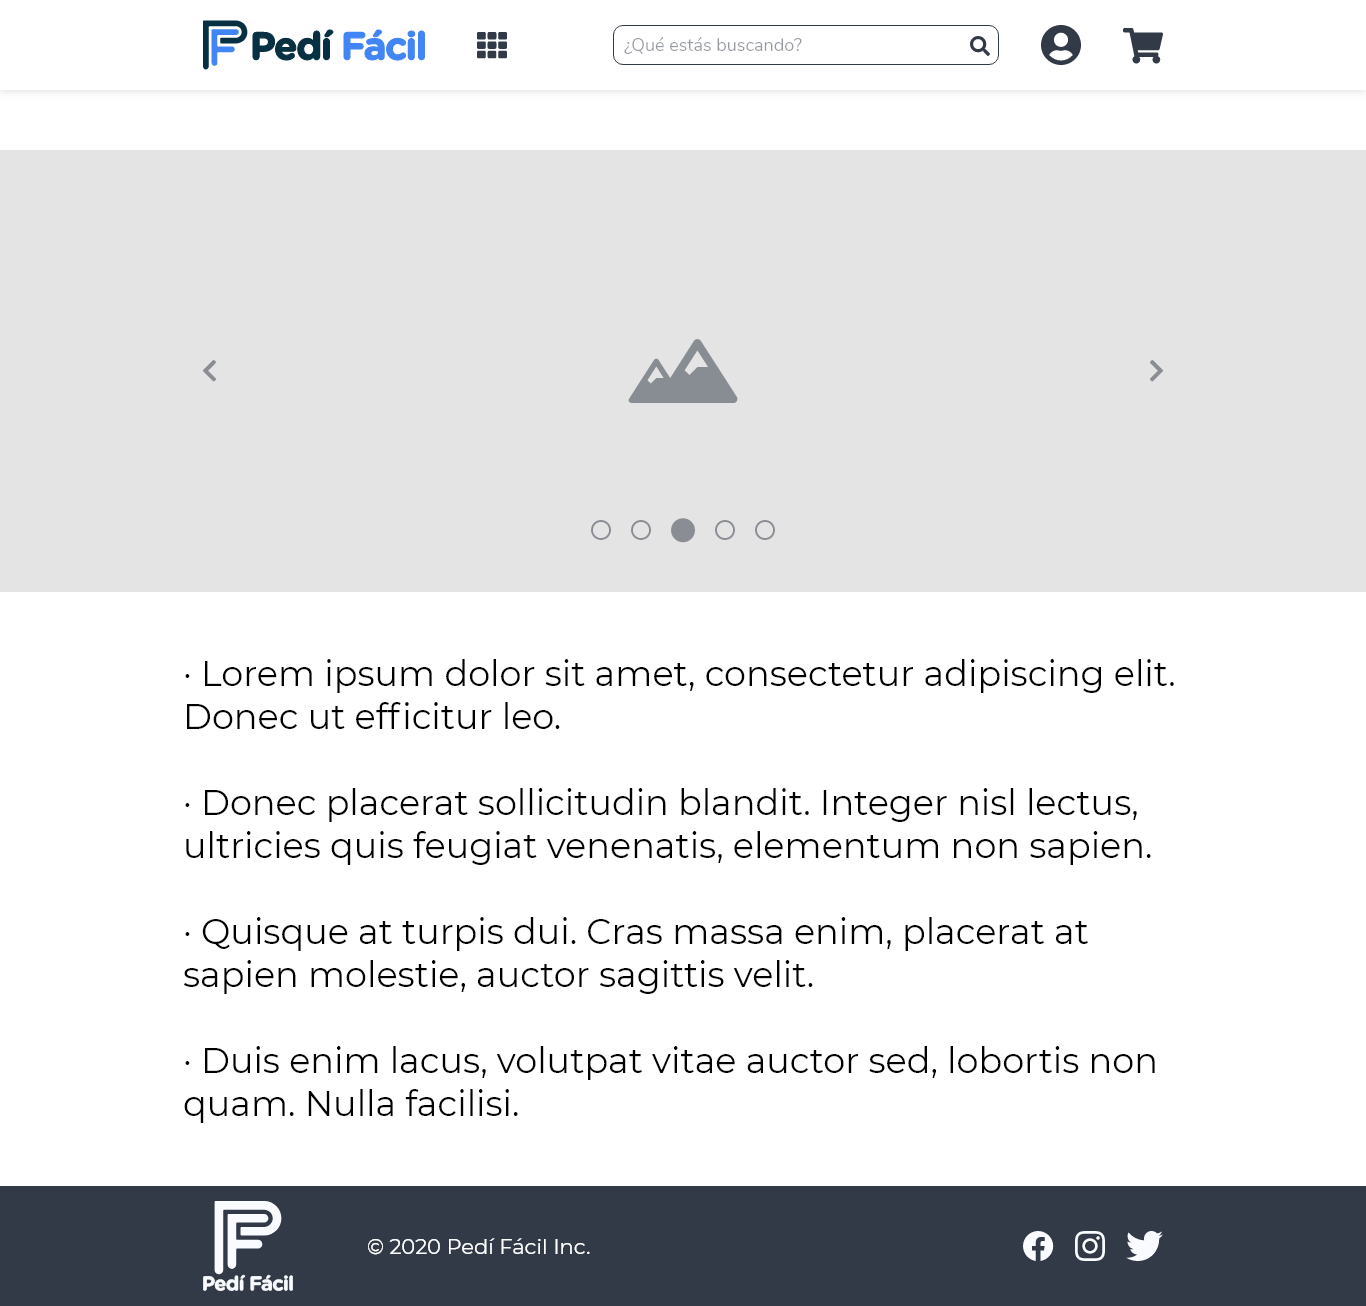 Pedí Fácil
¿Qué estás buscando?
· Lorem ipsum dolor sit amet, consectetur adipiscing elit.
Donec ut efficitur leo.
· Donec placerat sollicitudin blandit. Integer nisl lectus,
ultricies quis feugiat venenatis, elementum non sapien.
· Quisque at turpis dui. Cras massa enim, placerat at
sapien molestie, auctor sagittis velit.
· Duis enim lacus, volutpat vitae auctor sed, lobortis non
quam. Nulla facilisi.
Pedí Fácil
© 2020 Pedí Fácil Inc.